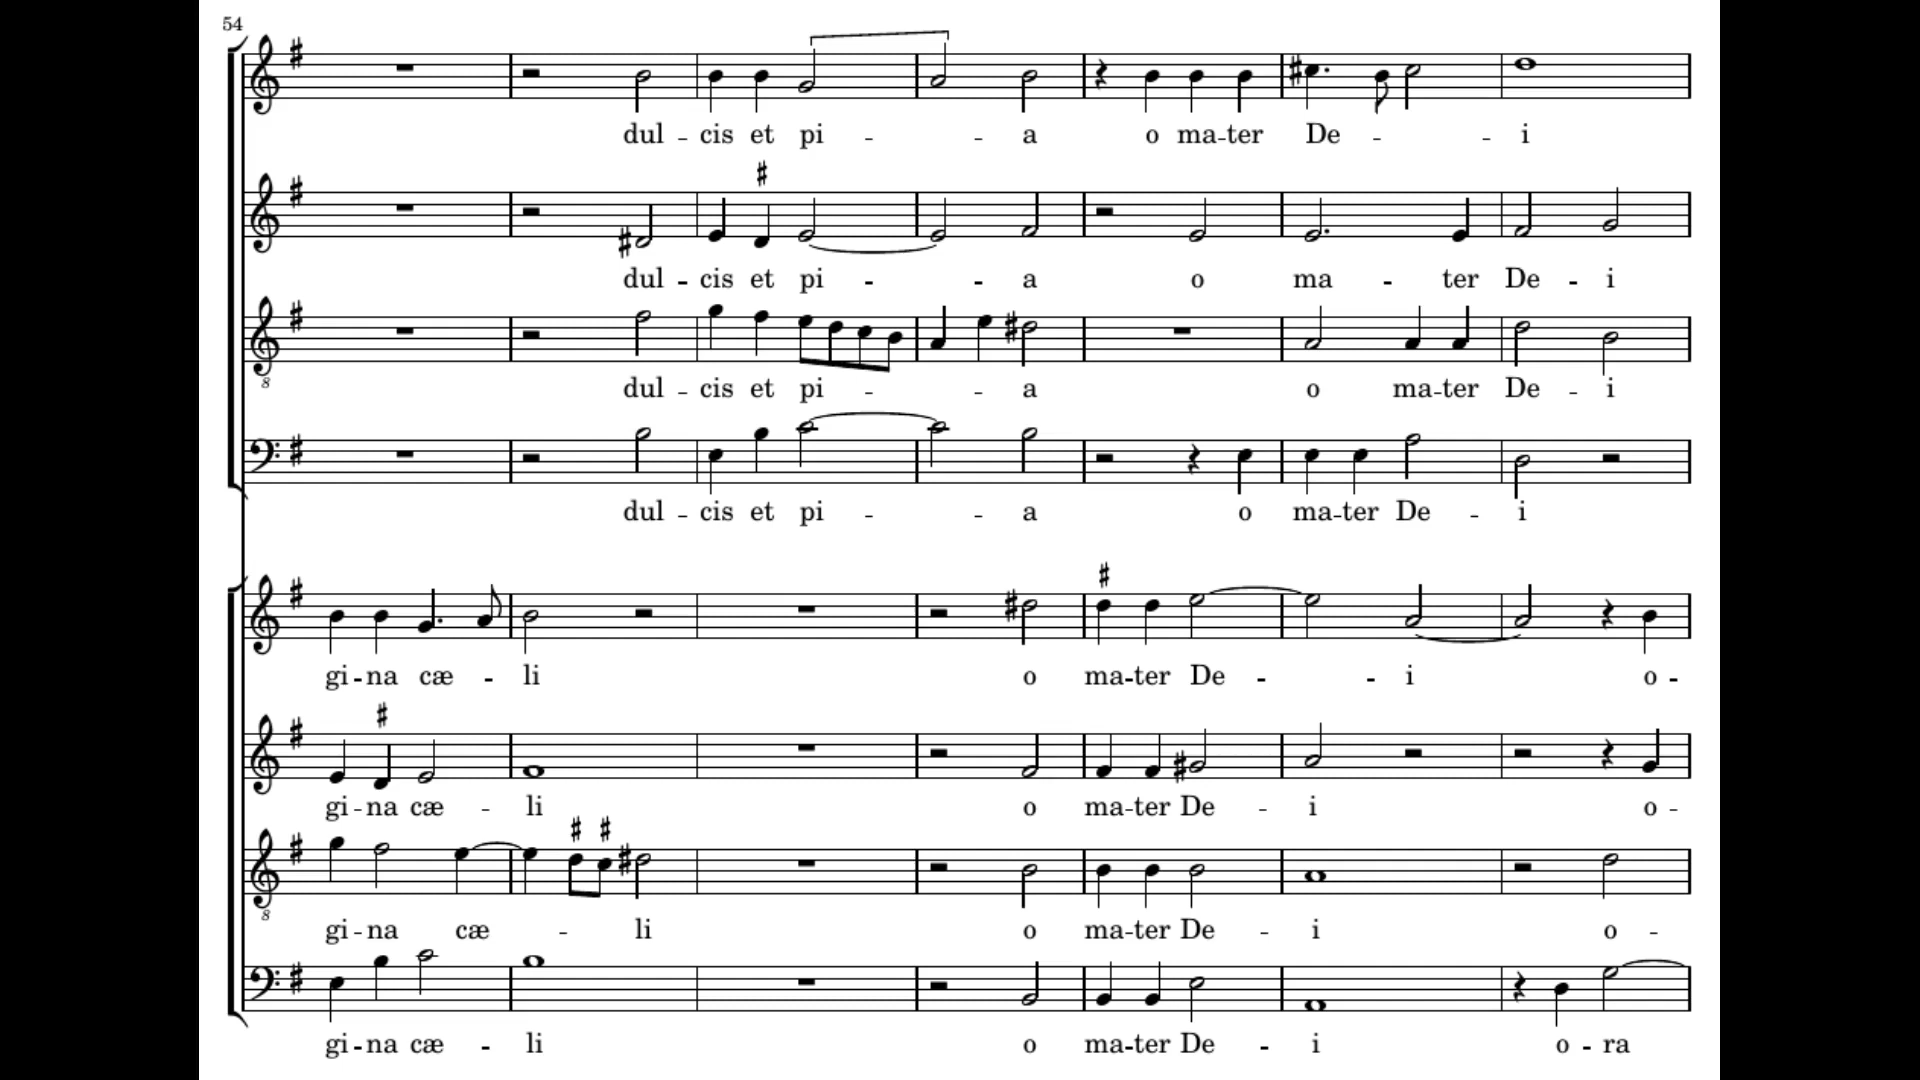 54
dul - cis et pi - - a o ma - ter De - - i
dul - cis et pi - - a o ma - ter De - i
8
dul - cis et pi - - a o ma - ter De - i
dul - cis et pi - - a o ma - ter De - i
gi - na cæ - li o ma - ter De - - i o -
gi - na cæ - li o ma - ter De - i o -
8
gi - na cæ - li o ma - ter De - i o -
gi - na cæ - li o ma - ter De - i o - ra